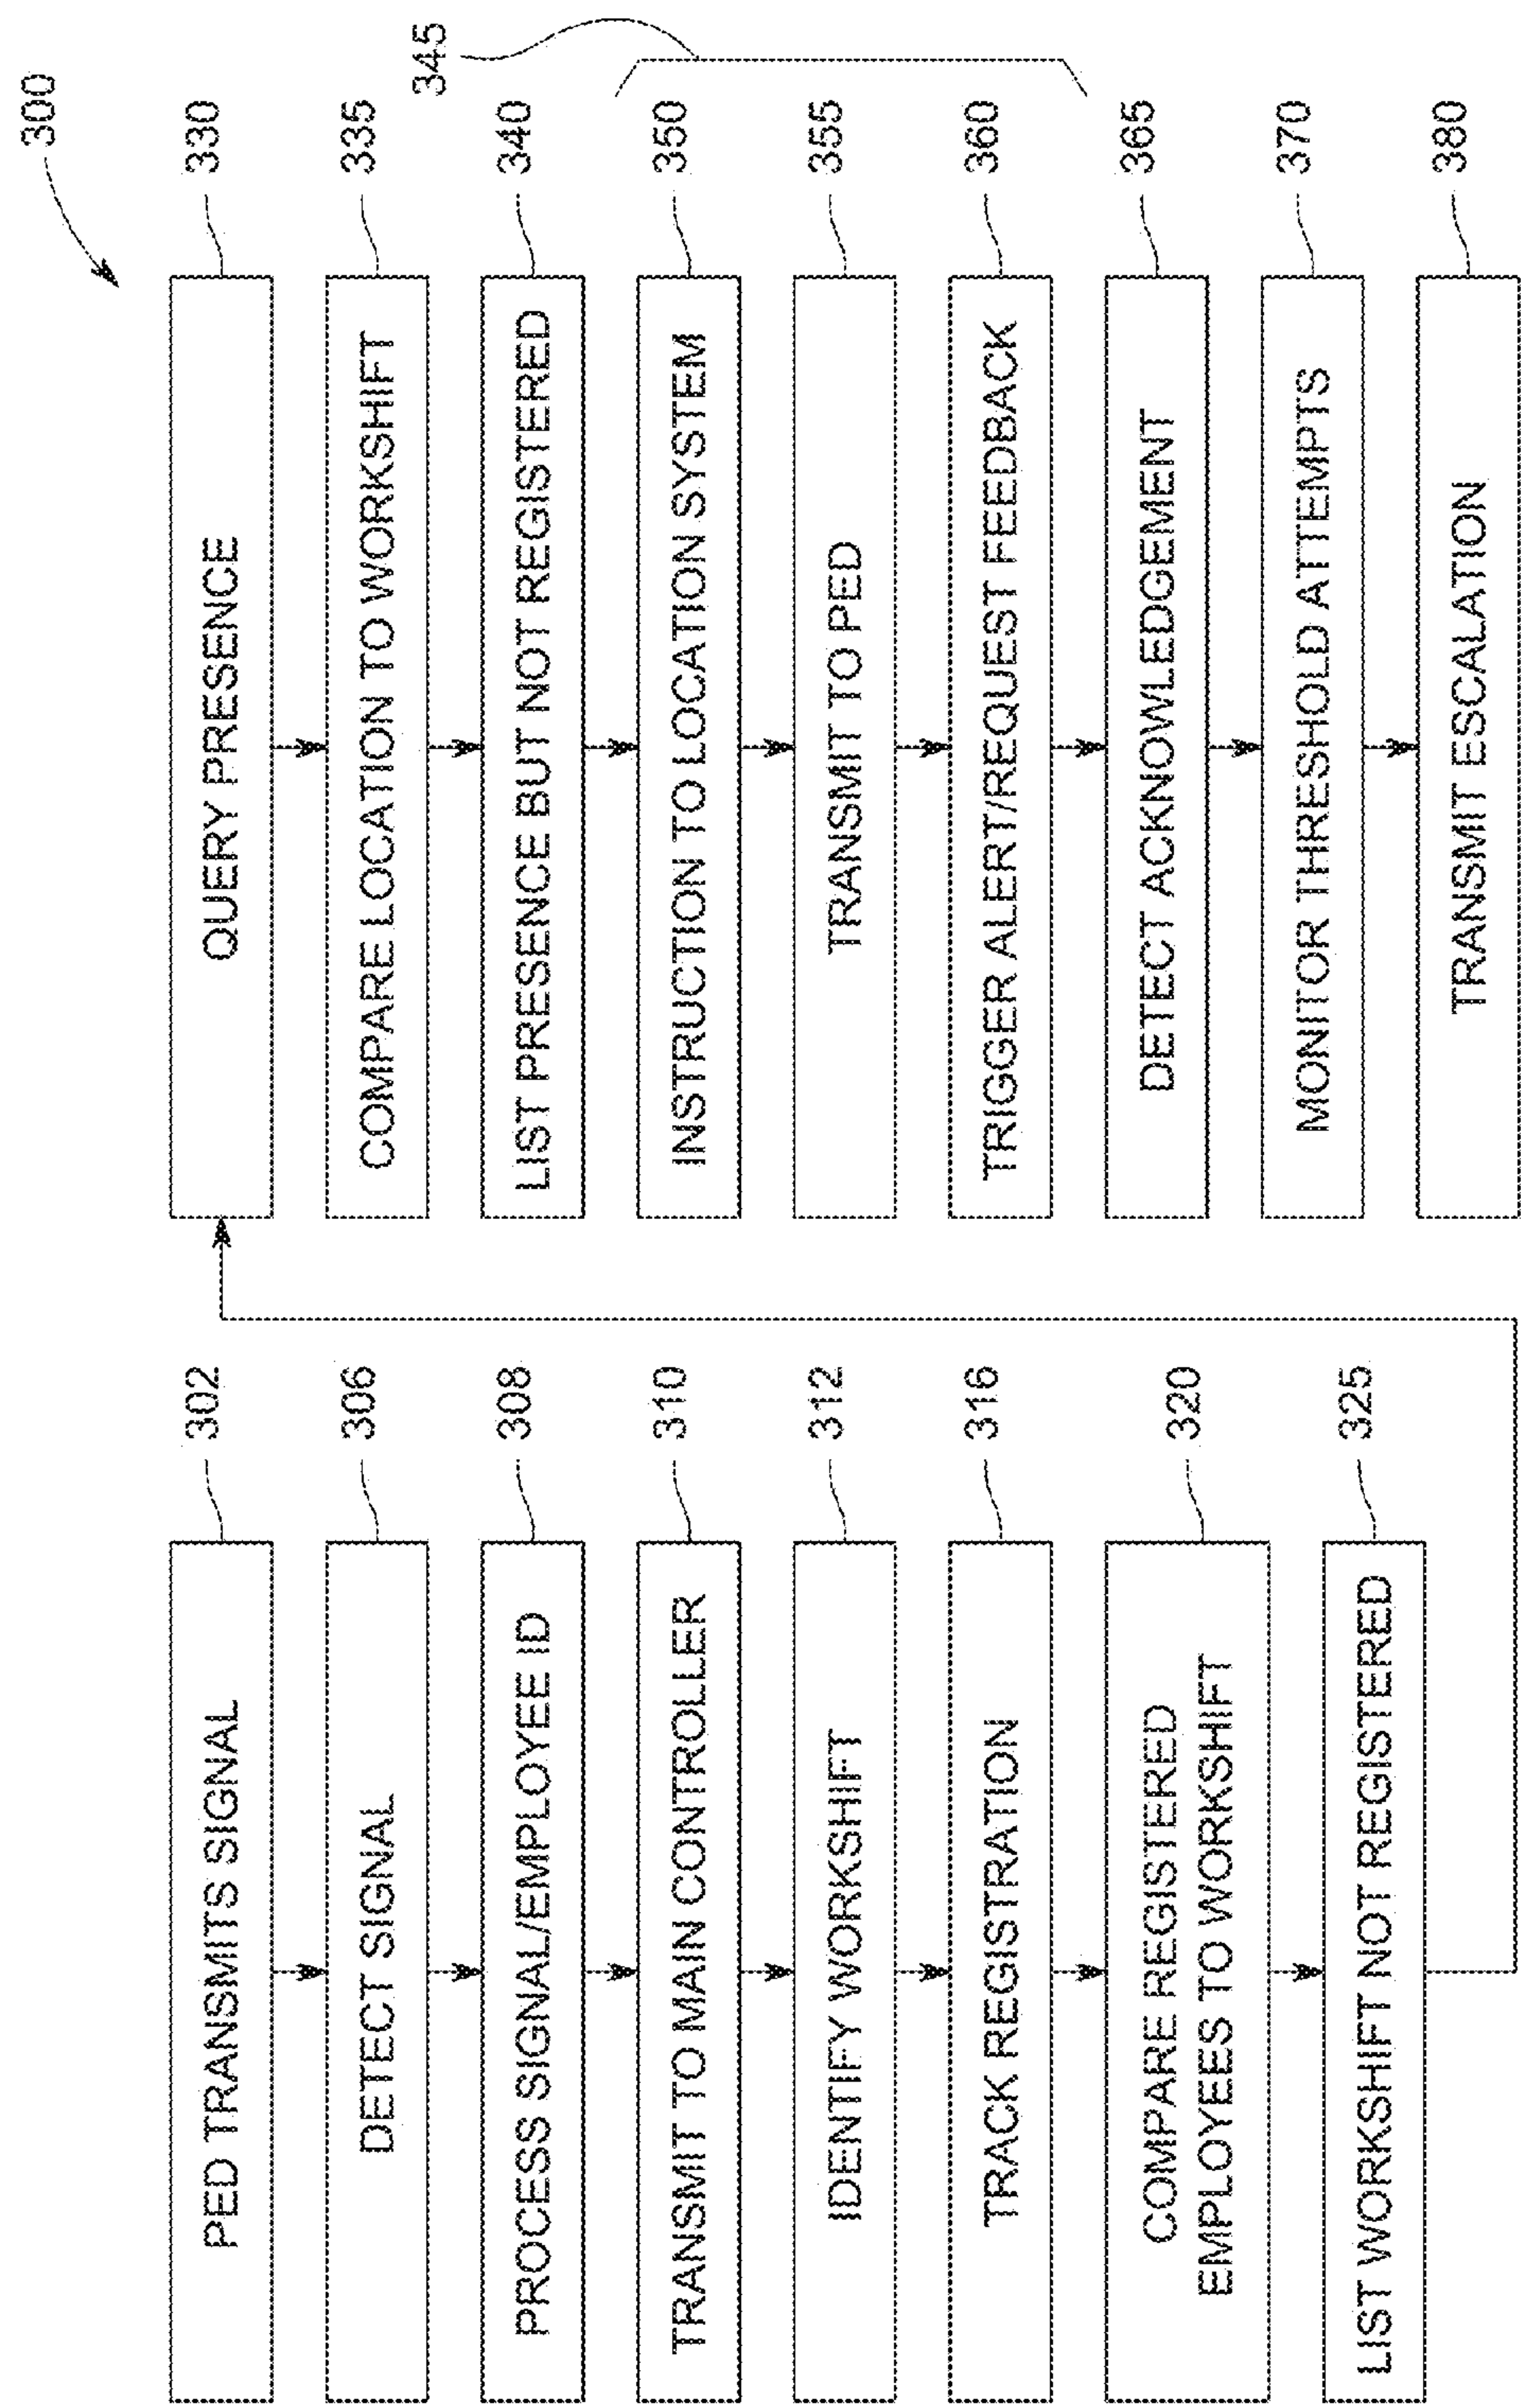 300
PED TRANSMITS SIGNAL
302
DETECT SIGNAL
306
PROCESS SIGNAL/EMPLOYEE ID
308
TRANSMIT TO MAIN CONTROLLER
310
IDENTIFY WORKSHIFT
312
TRACK REGISTRATION
316
COMPARE REGISTERED
EMPLOYEES TO WORKSHIFT
320
LIST WORKSHIFT NOT REGISTERED
325
QUERY PRESENCE
330
COMPARE LOCATION TO WORKSHIFT
335
LIST PRESENCE BUT NOT REGISTERED
340
345
INSTRUCTION TO LOCATION SYSTEM
350
TRANSMIT TO PED
355
TRIGGER ALERT/REQUEST FEEDBACK
360
DETECT ACKNOWLEDGEMENT
365
MONITOR THRESHOLD ATTEMPTS
370
TRANSMIT ESCALATION
380